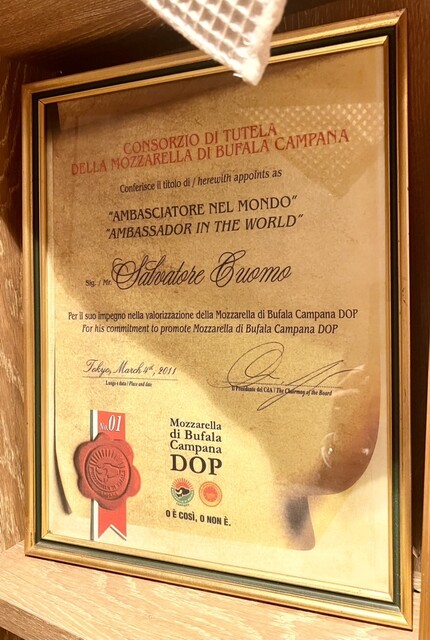 CONSORZIO DI TUTELA
DELLA MOZZARELLA DI BUFALA CAMPANA
Conferisce il titolo di / herewith appoints as
"AMBASCIATORE NEL MONDO"
"AMBASSADOR IN THE WORLD"
Sig. / Mr. Salvatore Cuomo
Per il suo impegno nella valorizzazione della Mozzarella di Bufala Campana DOP
For his commitment to promote Mozzarella di Bufala Campana DOP
Tokyo, March 4th, 2011
Luogo e data / Place and date
Il Presidente del CdA / The Chairman of the Board
No. 01
Mozzarella
di Bufala
Campana
DOP
O È COSÌ, O NON È.